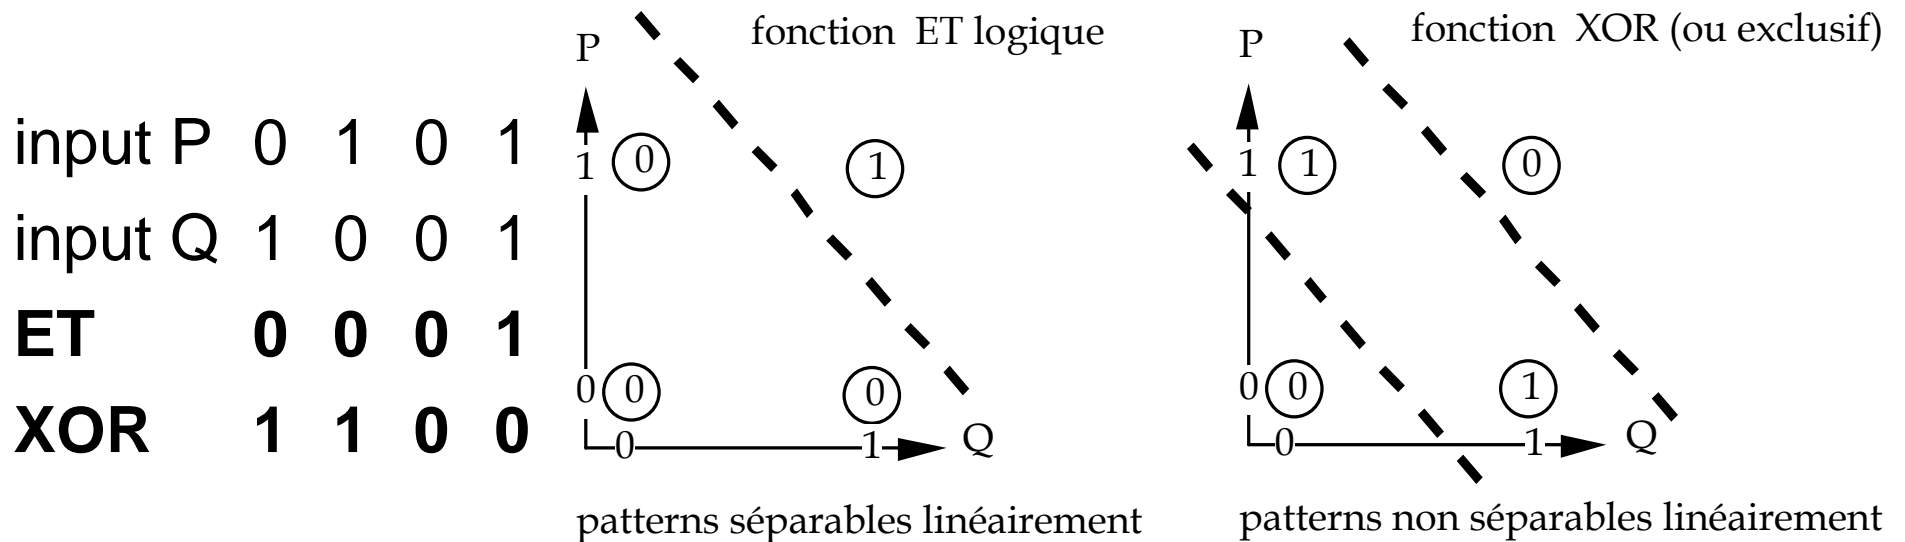 input P 0 1 0 1
input Q 1 0 0 1
ET 0 0 0 1
XOR 1 1 0 0
fonction ET logique
P
1 0 1
0 0 0
0 1 Q
patterns séparables linéairement
fonction XOR (ou exclusif)
P
1 1 0
0 0 1
0 1 Q
patterns non séparables linéairement